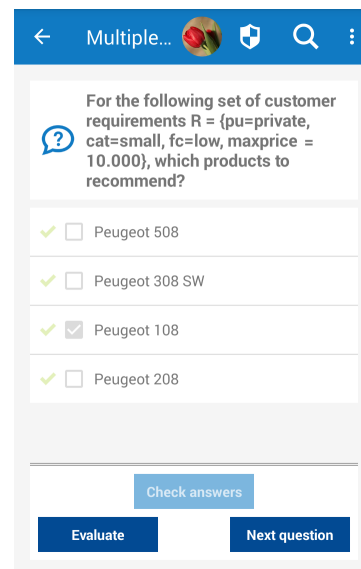 Multiple...
For the following set of customer
requirements R = {pu=private,
cat=small, fc=low, maxprice =
10.000}, which products to
recommend?
Peugeot 508
Peugeot 308 SW
Peugeot 108
Peugeot 208
Check answers
Evaluate
Next question